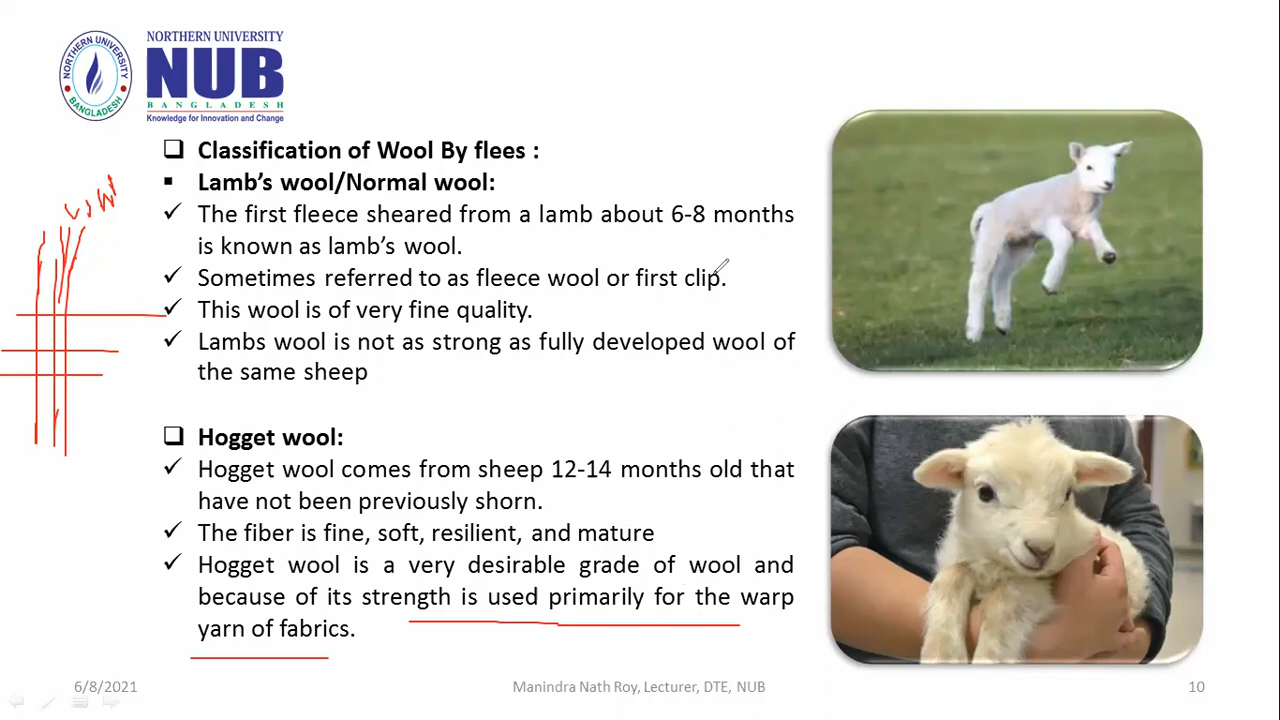 NORTHERN UNIVERSITY
NORTHERN UNIVERSITY
NUB
BANGLADESH
BANGLADESH
Knowledge for Innovation and Change
Classification of Wool By flees :
Lamb's wool/Normal wool:
The first fleece sheared from a lamb about 6-8 months
is known as lamb's wool.
Sometimes referred to as fleece wool or first clip.
This wool is of very fine quality.
Lambs wool is not as strong as fully developed wool of
the same sheep
Hogget wool:
Hogget wool comes from sheep 12-14 months old that
have not been previously shorn.
The fiber is fine, soft, resilient, and mature
Hogget wool is a very desirable grade of wool and
because of its strength is used primarily for the warp
yarn of fabrics.
6/8/2021
Manindra Nath Roy, Lecturer, DTE, NUB
10